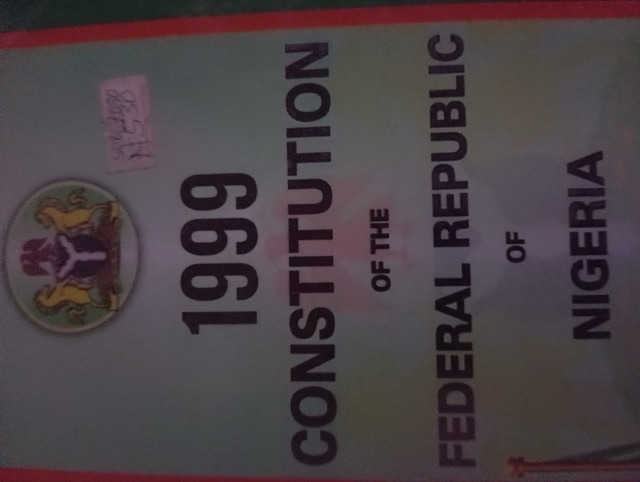 1999
CONSTITUTION
OF THE
FEDERAL REPUBLIC
OF
NIGERIA